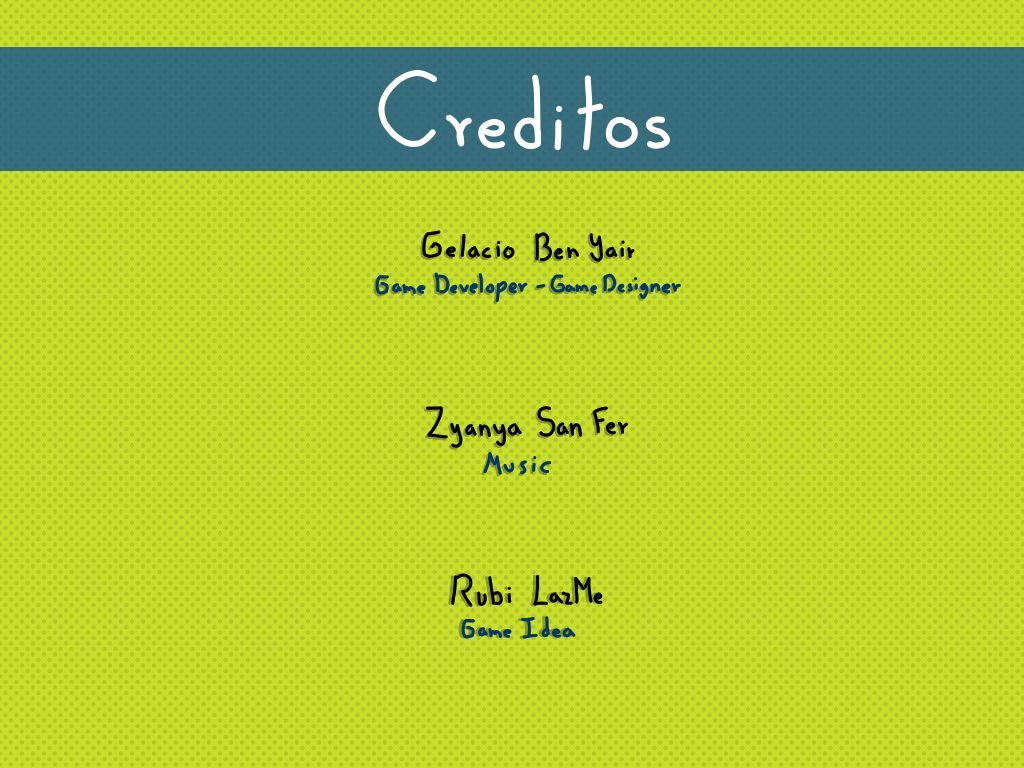 Creditos
Gelacio Ben Yair
Game Developer - Game Designer
Zyanya San Fer
Music
Rubi LazMe
Game Idea